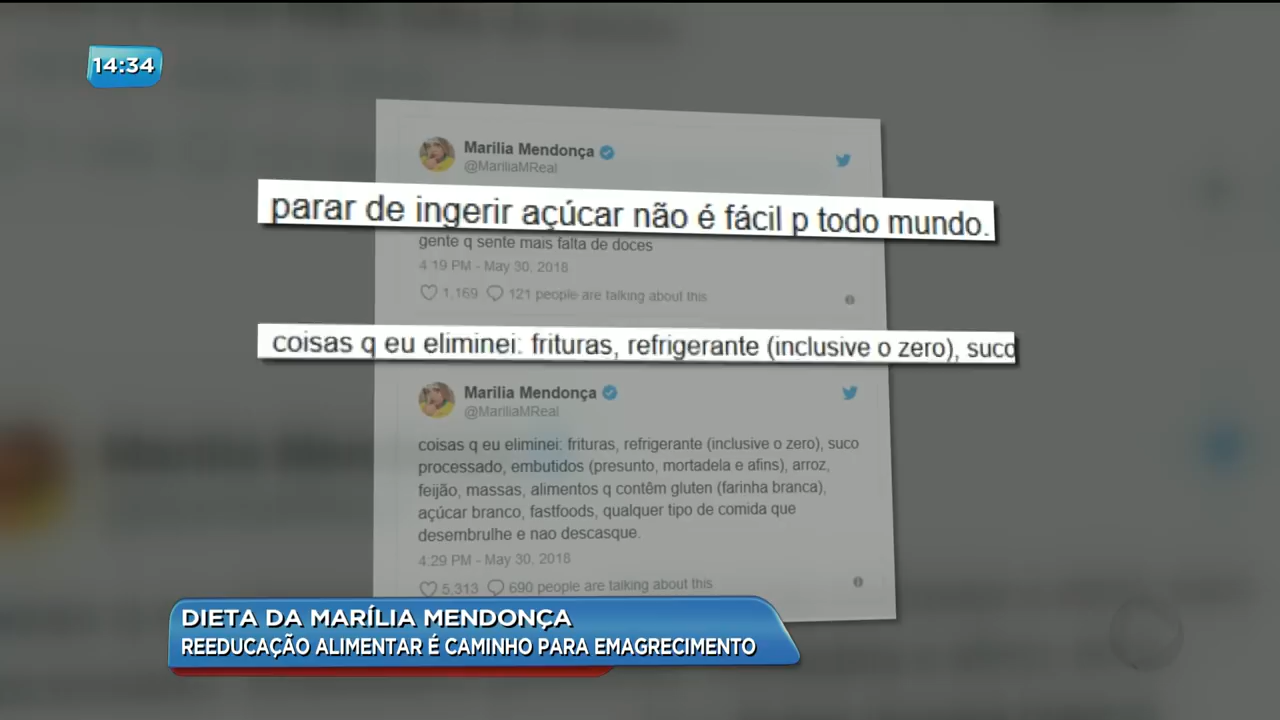 14:34
Marilia Mendonça
@MariliaMReal
parar de ingerir açúcar não é fácil p todo mundo.
gente q sente mais falta de doces
4:19 PM - May 30, 2018
1,169 121 people are talking about this
coisas q eu eliminei: frituras, refrigerante (inclusive o zero), suco
Marilia Mendonça
@MariliaMReal
coisas q eu eliminei: frituras, refrigerante (inclusive o zero), suco
processado, embutidos (presunto, mortadela e afins), arroz,
feijão, massas, alimentos q contêm gluten (farinha branca),
açúcar branco, fastfoods, qualquer tipo de comida que
desembrulhe e nao descasque.
4:29 PM - May 30, 2018
5,313 690 people are talking about this
DIETA DA MARÍLIA MENDONÇA
REEDUCAÇÃO ALIMENTAR É CAMINHO PARA EMAGRECIMENTO